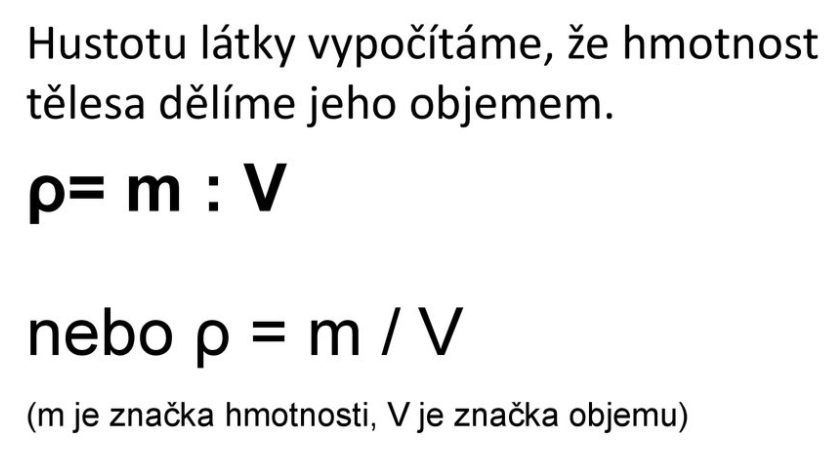 Hustotu látky vypočítáme, že hmotnost
tělesa dělíme jeho objemem.
ρ= m : V
nebo ρ = m / V
(m je značka hmotnosti, V je značka objemu)